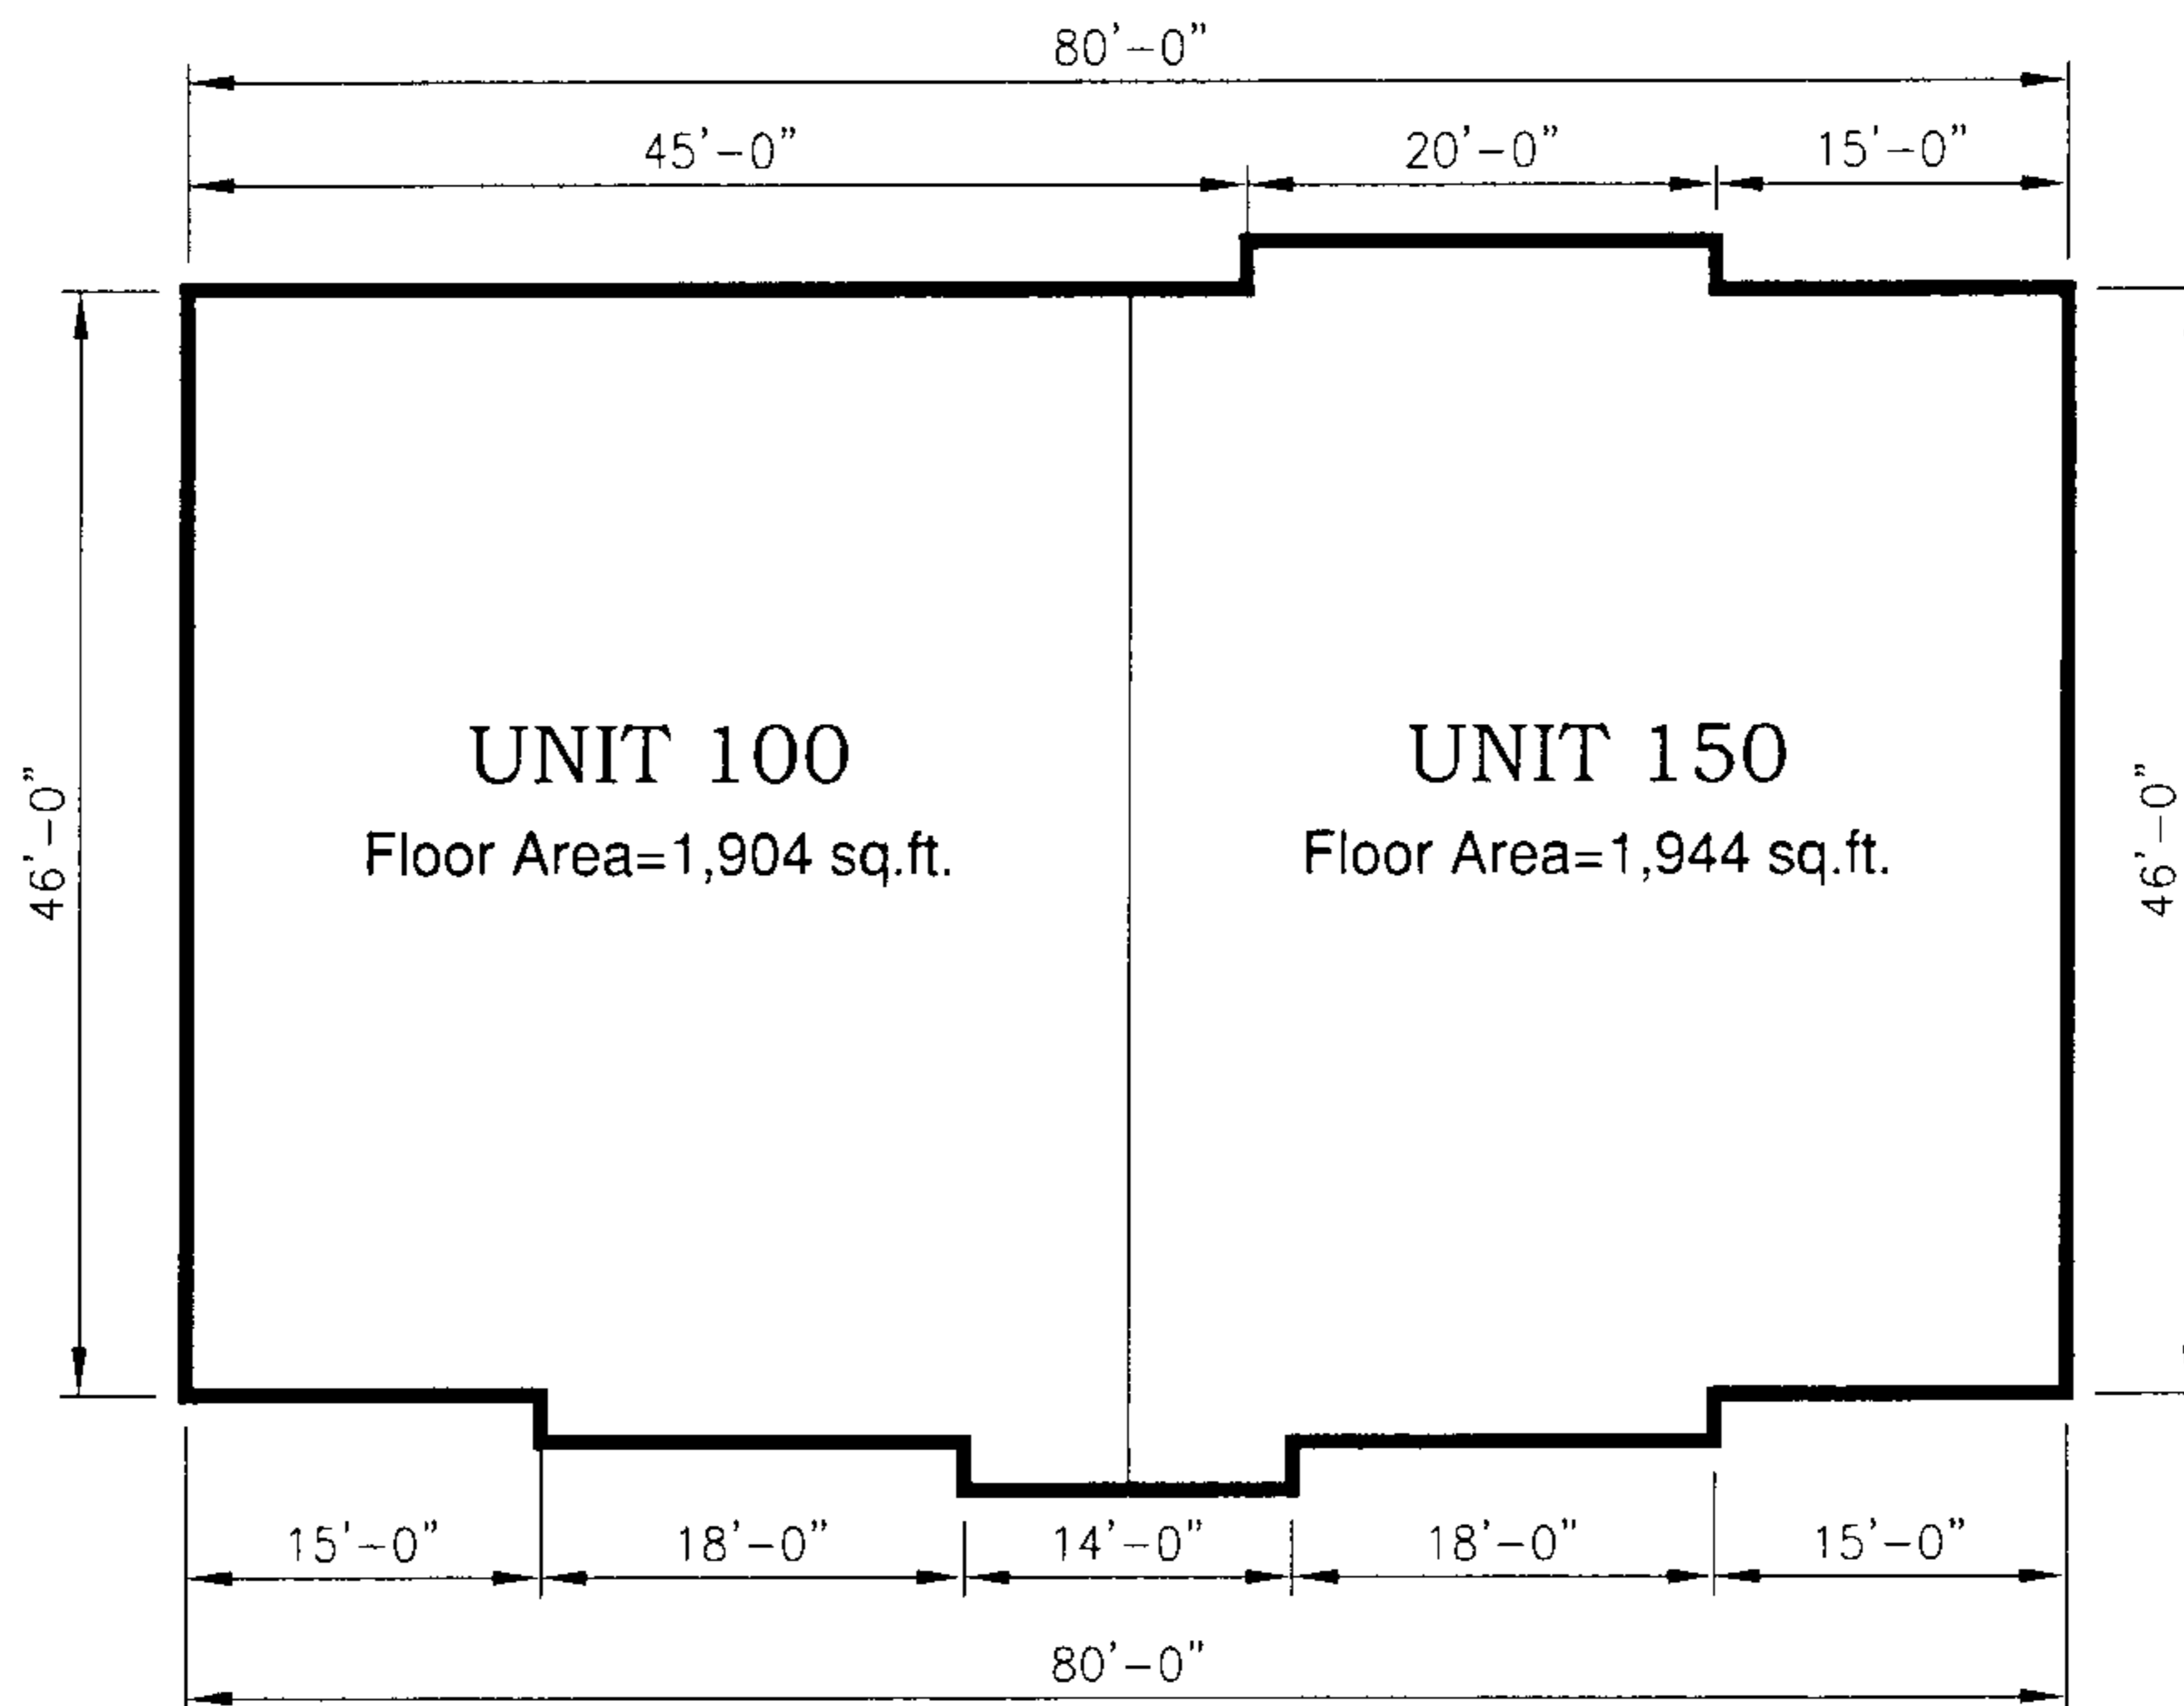 80'-0"
45'-0" 20'-0" 15'-0"
46'-0"
UNIT 100
Floor Area=1,904 sq.ft.
UNIT 150
Floor Area=1,944 sq.ft.
46'-0"
15'-0" 18'-0" 14'-0" 18'-0" 15'-0"
80'-0"